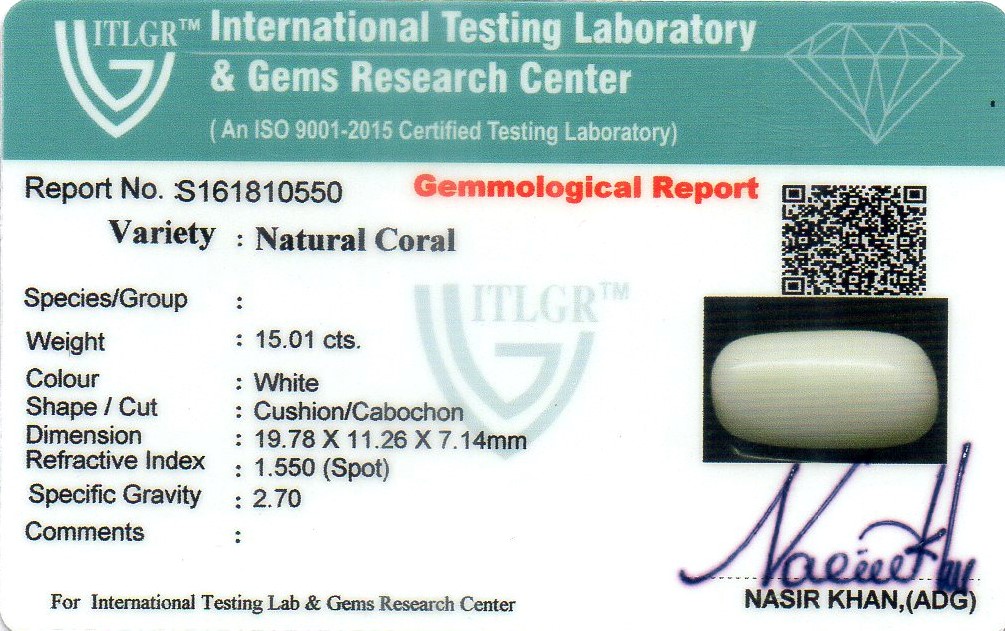 ITLGR™ International Testing Laboratory
& Gems Research Center
( An ISO 9001-2015 Certified Testing Laboratory)
Report No. :S161810550
Gemmological Report
Variety : Natural Coral
Species/Group :
ITLGR™
Weight : 15.01 cts.
Colour : White
Shape / Cut : Cushion/Cabochon
Dimension : 19.78 X 11.26 X 7.14mm
Refractive Index : 1.550 (Spot)
Specific Gravity : 2.70
Comments :
For International Testing Lab & Gems Research Center
NASIR KHAN,(ADG)